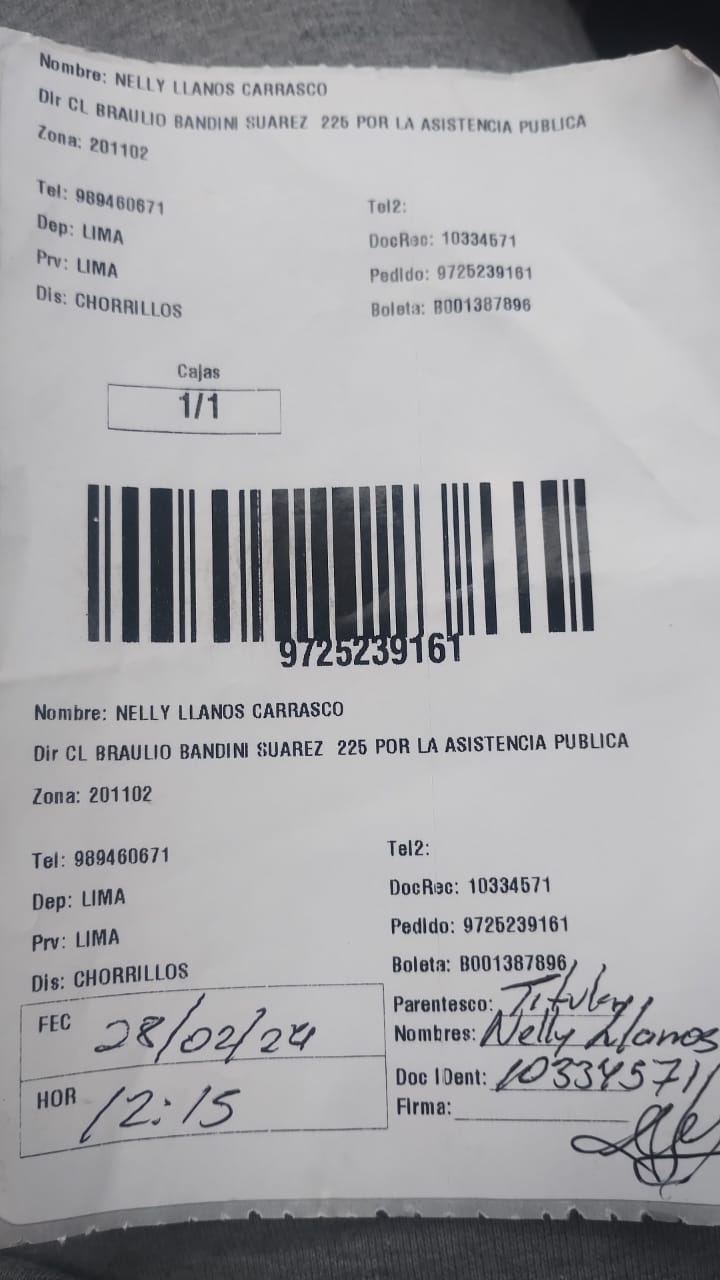 Nombre: NELLY LLANOS CARRASCO
Dir CL BRAULIO BANDINI SUAREZ 225 POR LA ASISTENCIA PUBLICA
Zona: 201102
Tel: 989460671
Tel2:
Dep: LIMA
DocRec: 10334571
Prv: LIMA
Pedido: 9725239161
Dis: CHORRILLOS
Boleta: B001387896
Cajas
1/1
9725239161
Nombre: NELLY LLANOS CARRASCO
Dir CL BRAULIO BANDINI SUAREZ 225 POR LA ASISTENCIA PUBLICA
Zona: 201102
Tel: 989460671
Tel2:
Dep: LIMA
DocRec: 10334571
Prv: LIMA
Pedido: 9725239161
Dis: CHORRILLOS
Boleta: B001387896
FEC 28/02/24
Parentesco: Titular
Nombres: Nelly Llanos
HOR 12:15
Doc IDent: 10334571
Firma: